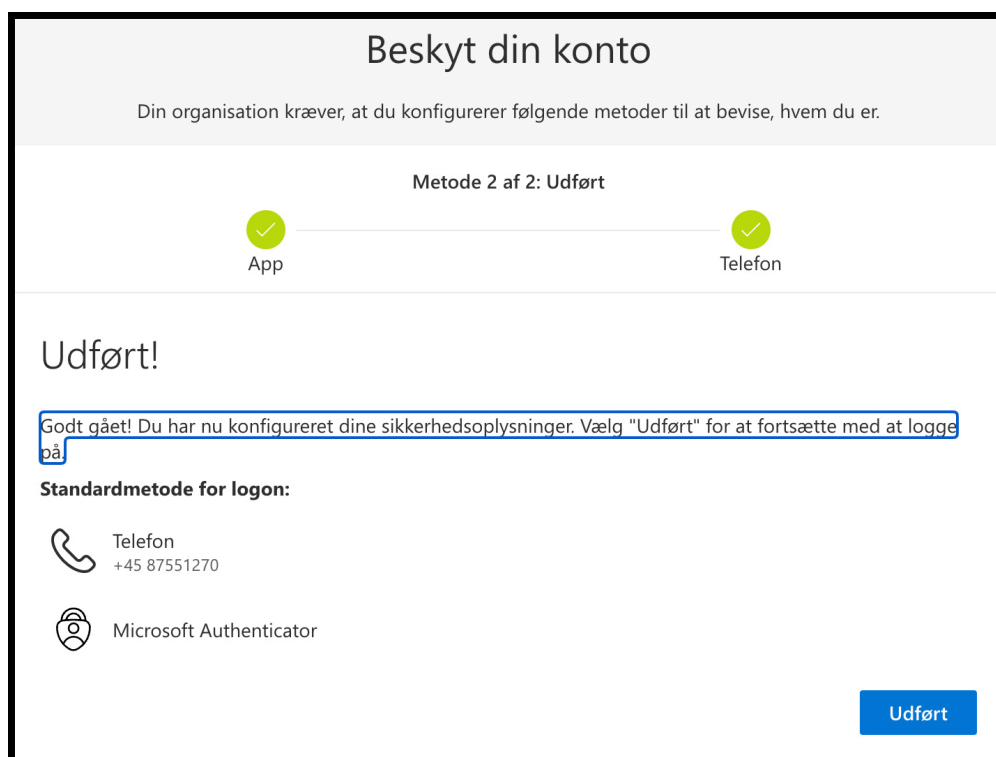 Beskyt din konto
Din organisation kræver, at du konfigurerer følgende metoder til at bevise, hvem du er.
Metode 2 af 2: Udført
App
Telefon
Udført!
Godt gået! Du har nu konfigureret dine sikkerhedsoplysninger. Vælg "Udført" for at fortsætte med at logge
på.
Standardmetode for logon:
Telefon
+45 87551270
Microsoft Authenticator
Udført